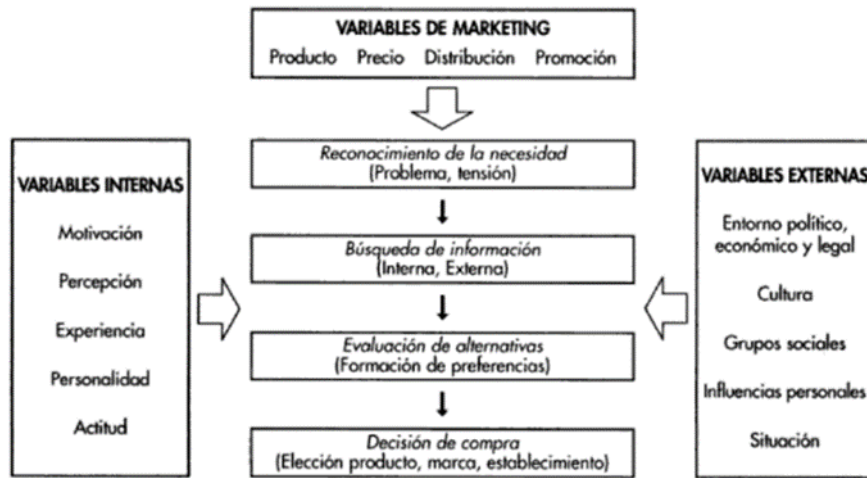 VARIABLES DE MARKETING
Producto Precio Distribución Promoción
VARIABLES INTERNAS
Motivación
Percepción
Experiencia
Personalidad
Actitud
Reconocimiento de la necesidad
(Problema, tensión)
Búsqueda de información
(Interna, Externa)
Evaluación de alternativas
(Formación de preferencias)
Decisión de compra
(Elección producto, marca, establecimiento)
VARIABLES EXTERNAS
Entorno político,
económico y legal
Cultura
Grupos sociales
Influencias personales
Situación